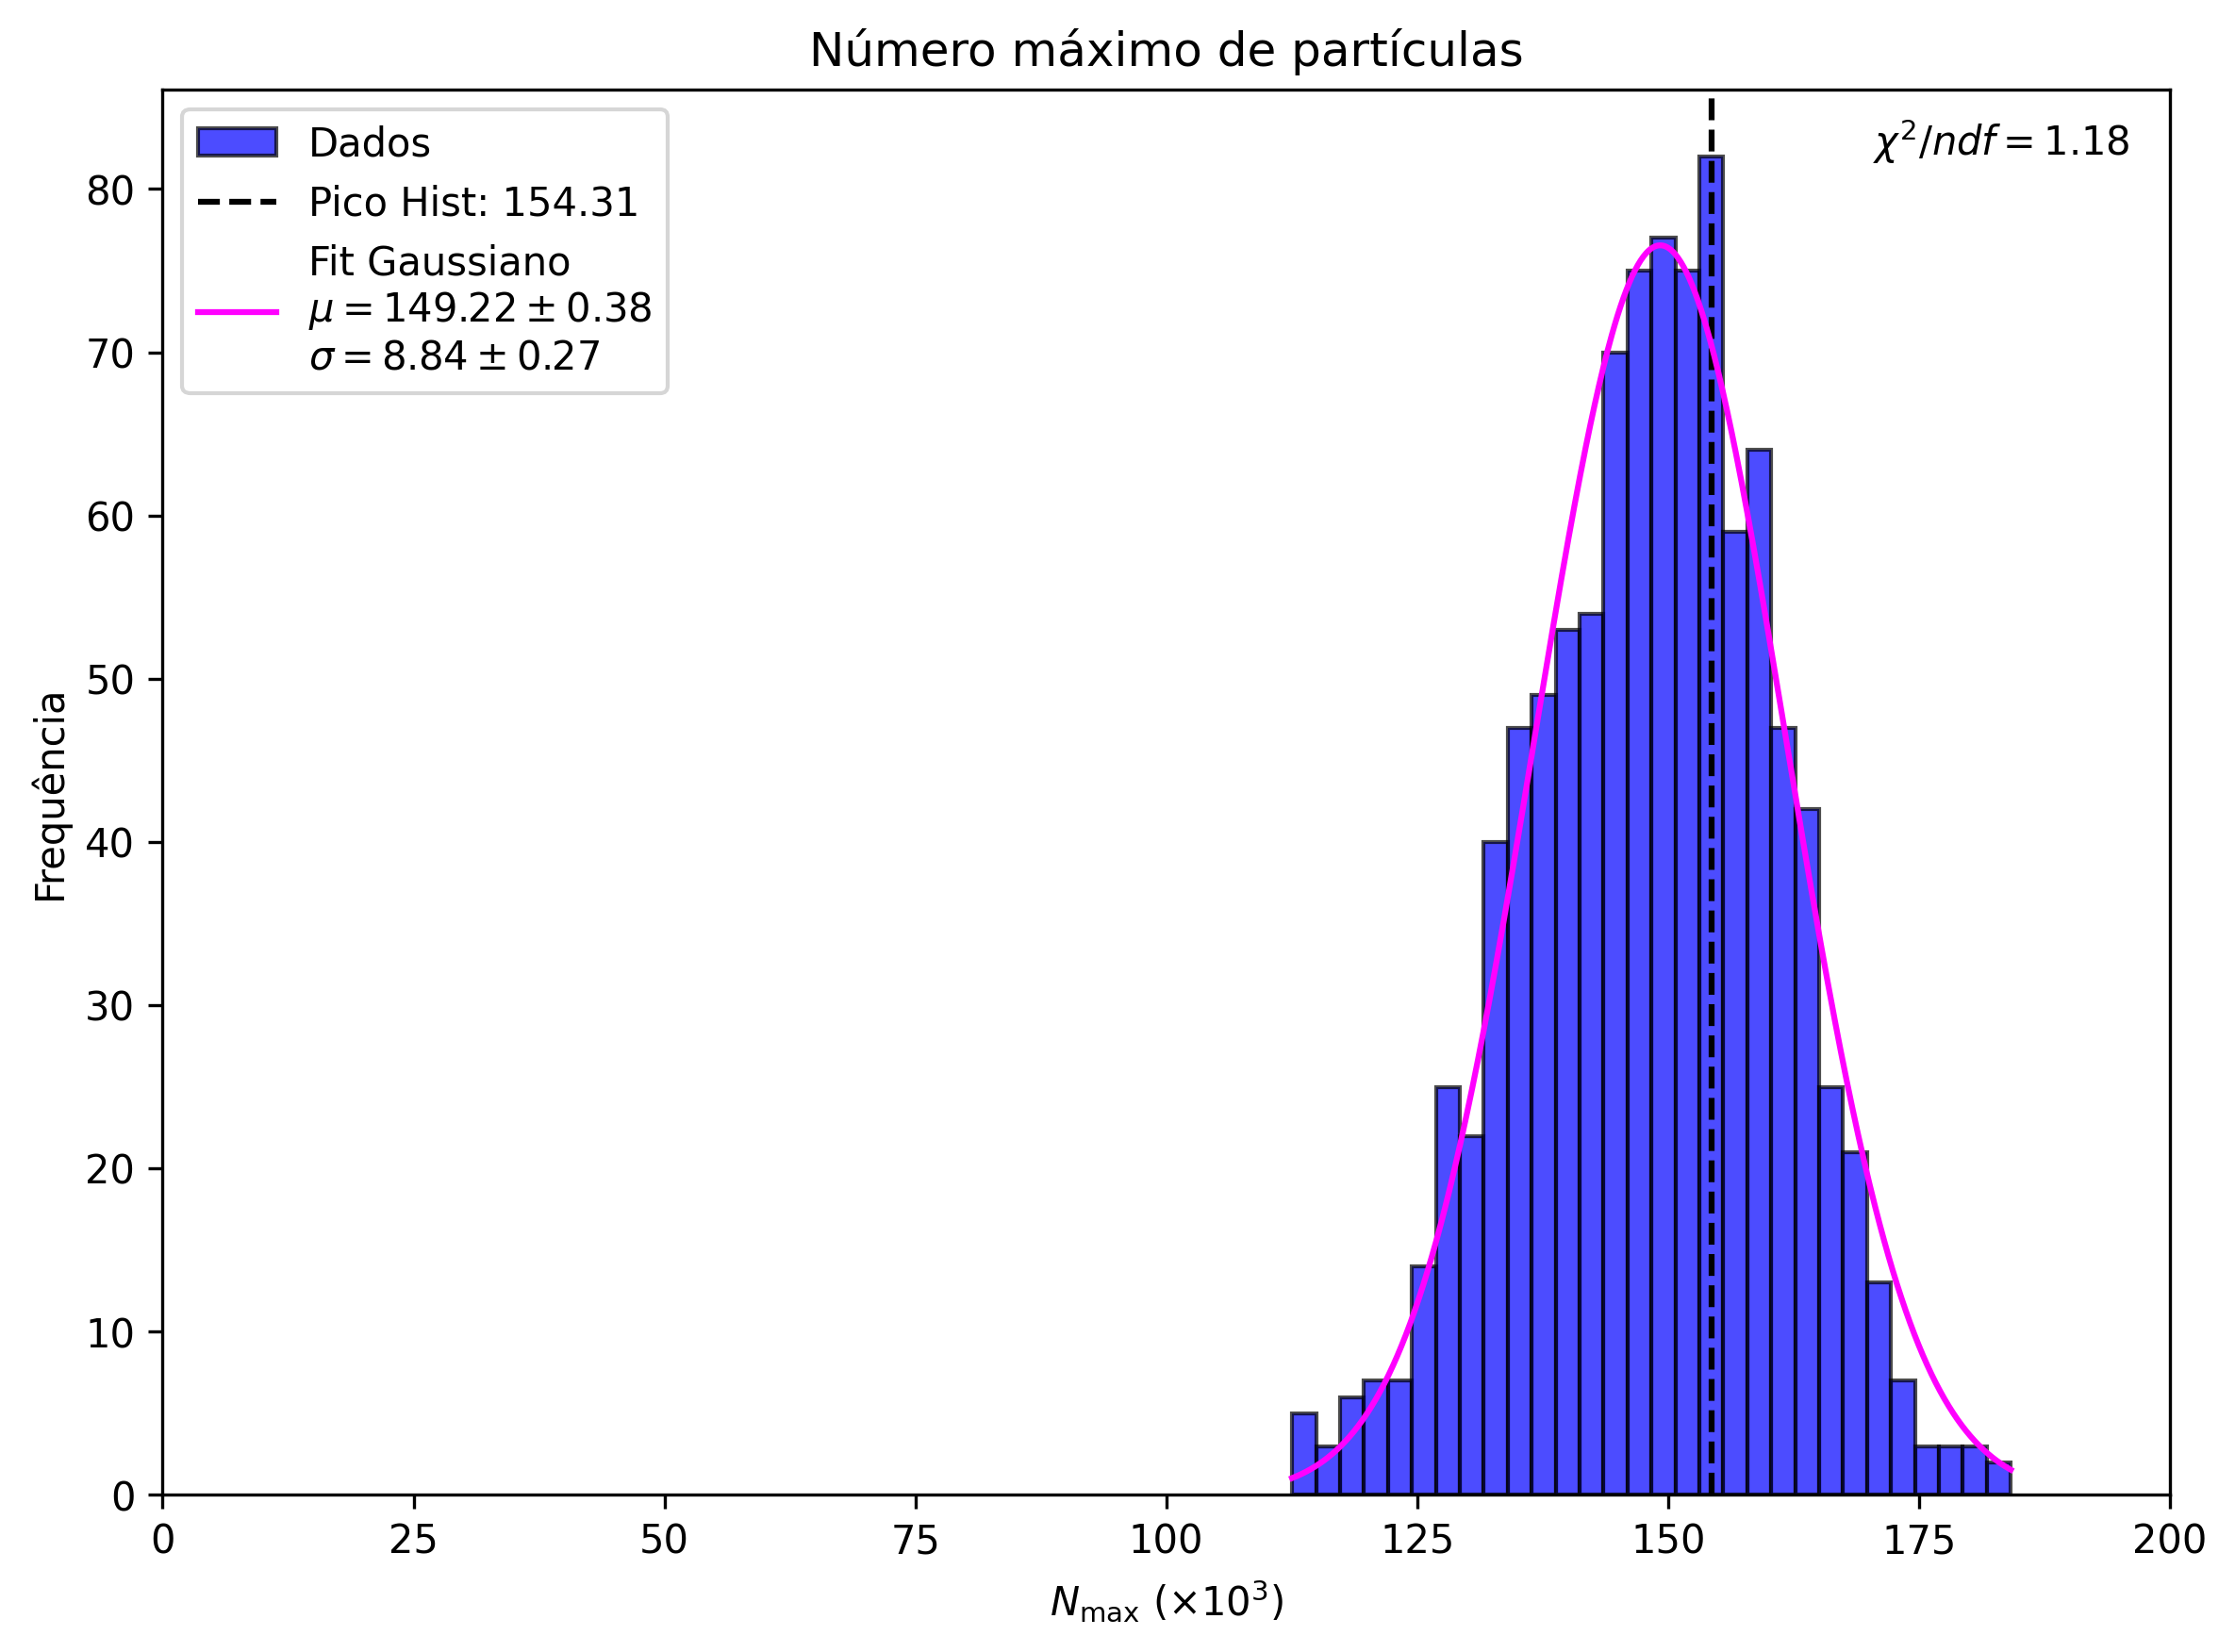 Número máximo de partículas
Dados
Pico Hist: 154.31
Fit Gaussiano
μ = 149.22 ± 0.38
σ = 8.84 ± 0.27
χ²/ndf = 1.18
Frequência
80
70
60
50
40
30
20
10
0
0 25 50 75 100 125 150 175 200
N_max (×10³)